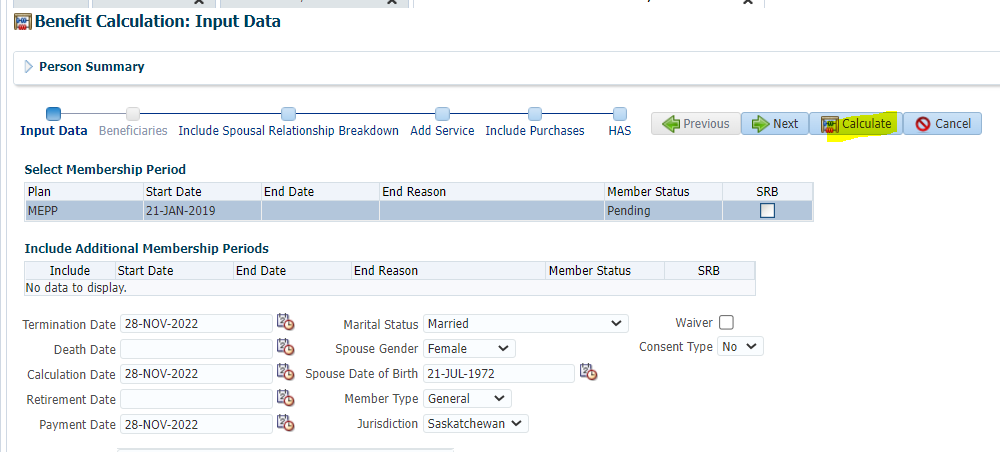 Benefit Calculation: Input Data
Person Summary
Input Data Beneficiaries Include Spousal Relationship Breakdown Add Service Include Purchases HAS Previous Next Calculate Cancel
Select Membership Period
Plan Start Date End Date End Reason Member Status SRB
MEPP 21-JAN-2019 Pending
Include Additional Membership Periods
Include Start Date End Date End Reason Member Status SRB
No data to display.
Termination Date 28-NOV-2022 Marital Status Married Waiver
Death Date Spouse Gender Female Consent Type No
Calculation Date 28-NOV-2022 Spouse Date of Birth 21-JUL-1972
Retirement Date Member Type General
Payment Date 28-NOV-2022 Jurisdiction Saskatchewan